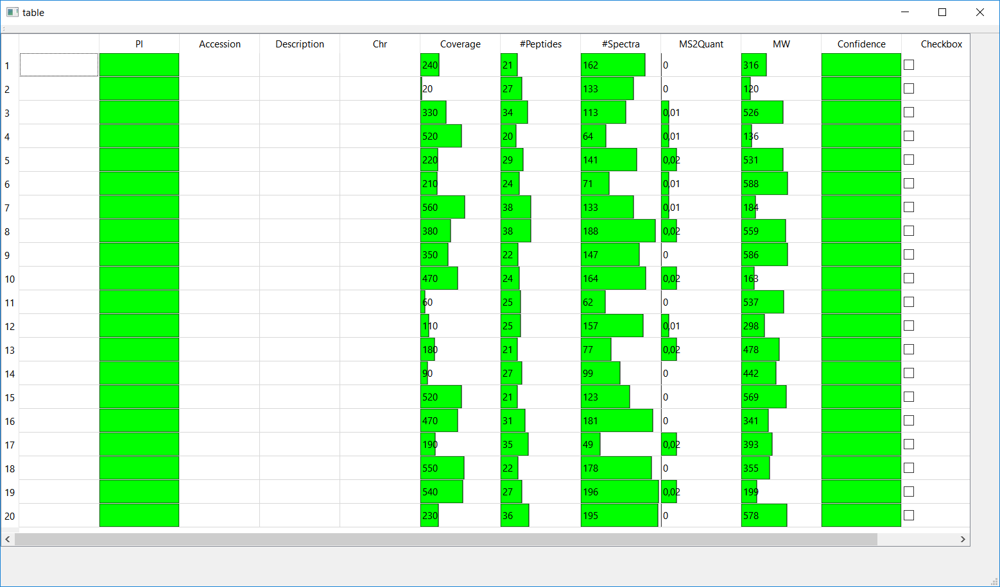 table
PI Accession Description Chr Coverage #Peptides #Spectra MS2Quant MW Confidence Checkbox
1 240 21 162 0 316
2 20 27 133 0 120
3 330 34 113 0,01 526
4 520 20 64 0,01 136
5 220 29 141 0,02 531
6 210 24 71 0,01 588
7 560 38 133 0,01 184
8 380 38 188 0,02 559
9 350 22 147 0 586
10 470 24 164 0,02 163
11 60 25 62 0 537
12 110 25 157 0,01 298
13 180 21 77 0,02 478
14 90 27 99 0 442
15 520 21 123 0 569
16 470 31 181 0 341
17 190 35 49 0,02 393
18 550 22 178 0 355
19 540 27 196 0,02 199
20 230 36 195 0 578